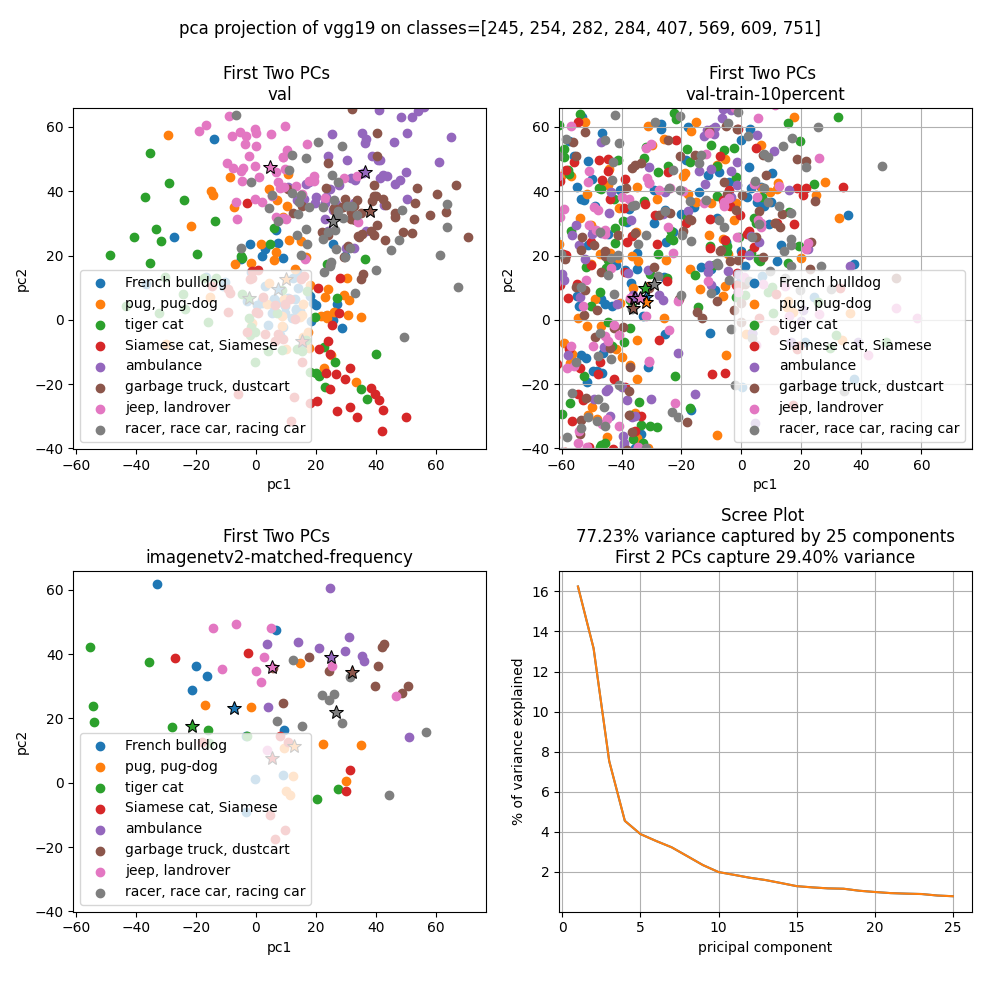 pca projection of vgg19 on classes=[245, 254, 282, 284, 407, 569, 609, 751]
First Two PCs
val
60
40
20
0
−20
−40
pc2
French bulldog
pug, pug-dog
tiger cat
Siamese cat, Siamese
ambulance
garbage truck, dustcart
jeep, landrover
racer, race car, racing car
−60 −40 −20 0 20 40 60
pc1
First Two PCs
val-train-10percent
60
40
20
0
−20
−40
pc2
French bulldog
pug, pug-dog
tiger cat
Siamese cat, Siamese
ambulance
garbage truck, dustcart
jeep, landrover
racer, race car, racing car
−60 −40 −20 0 20 40 60
pc1
First Two PCs
imagenetv2-matched-frequency
60
40
20
0
−20
−40
pc2
French bulldog
pug, pug-dog
tiger cat
Siamese cat, Siamese
ambulance
garbage truck, dustcart
jeep, landrover
racer, race car, racing car
−60 −40 −20 0 20 40 60
pc1
Scree Plot
77.23% variance captured by 25 components
First 2 PCs capture 29.40% variance
16
14
12
10
8
6
4
2
% of variance explained
0 5 10 15 20 25
pricipal component